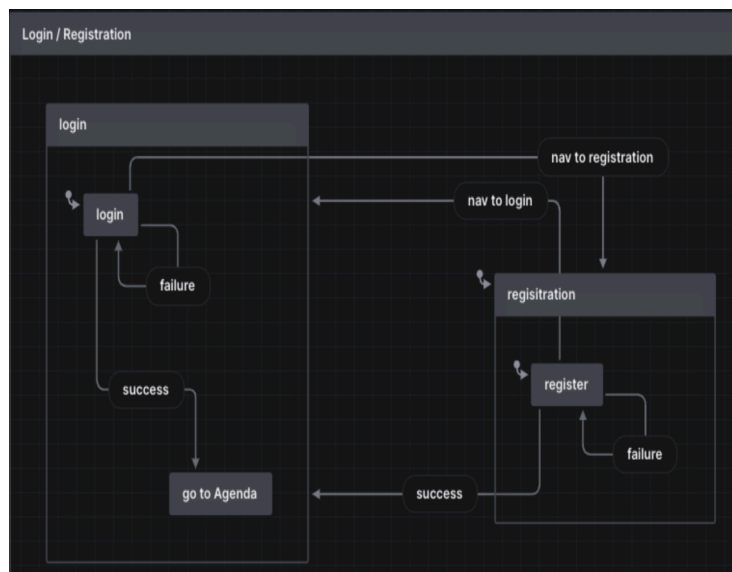 Login / Registration
login
nav to registration
nav to login
login
failure
regisitration
register
success
failure
go to Agenda
success